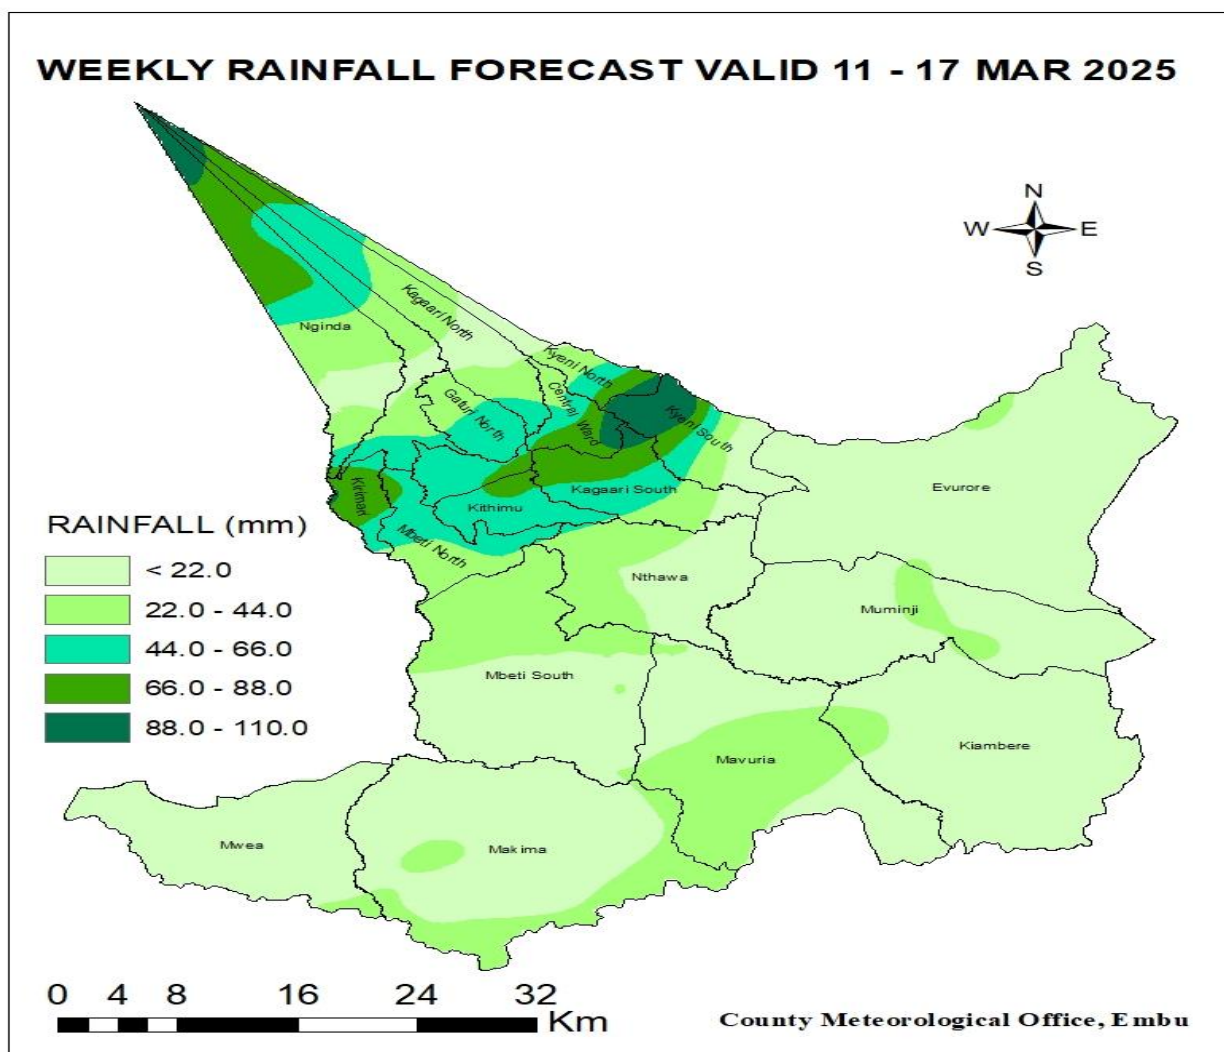 WEEKLY RAINFALL FORECAST VALID 11 - 17 MAR 2025
N
W E
S
Nginda
Kagaari North
Kyeni North
Central Ward
Gaturi North
Kyeni South
Kirimari
Kithimu
Kagaari South
Evurore
Mbeti North
Nthawa
Muminji
Mbeti South
Mavuria
Kiambere
Mwea
Makima
RAINFALL (mm)
< 22.0
22.0 - 44.0
44.0 - 66.0
66.0 - 88.0
88.0 - 110.0
0 4 8 16 24 32
Km
County Meteorological Office, Embu